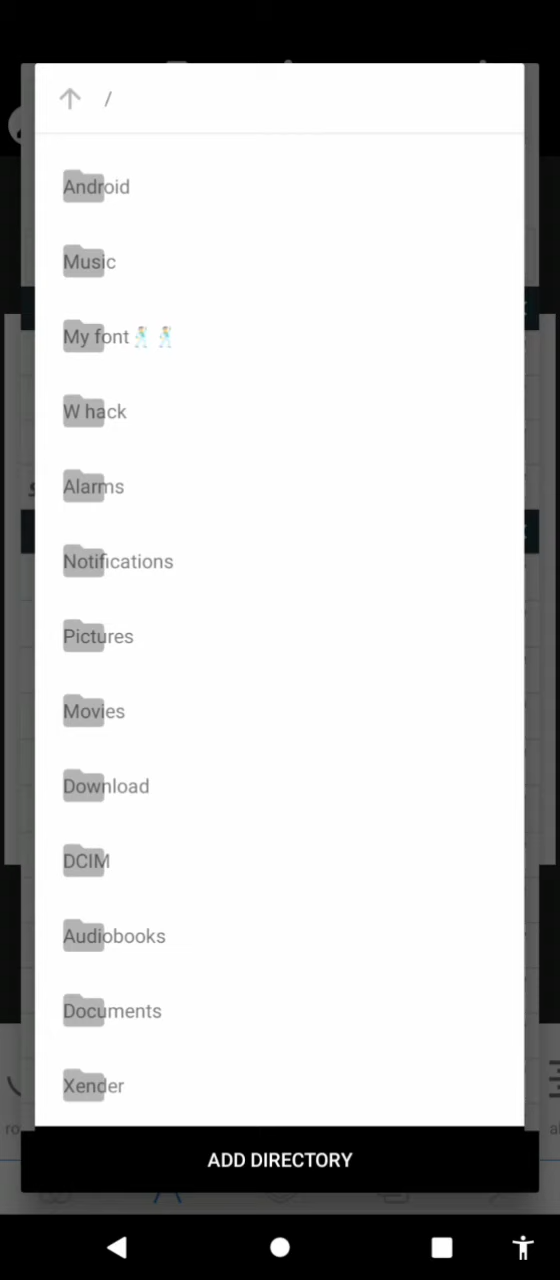 /
Android
Music
My font🕺🕺
W hack
Alarms
Notifications
Pictures
Movies
Download
DCIM
Audiobooks
Documents
Xender
ADD DIRECTORY